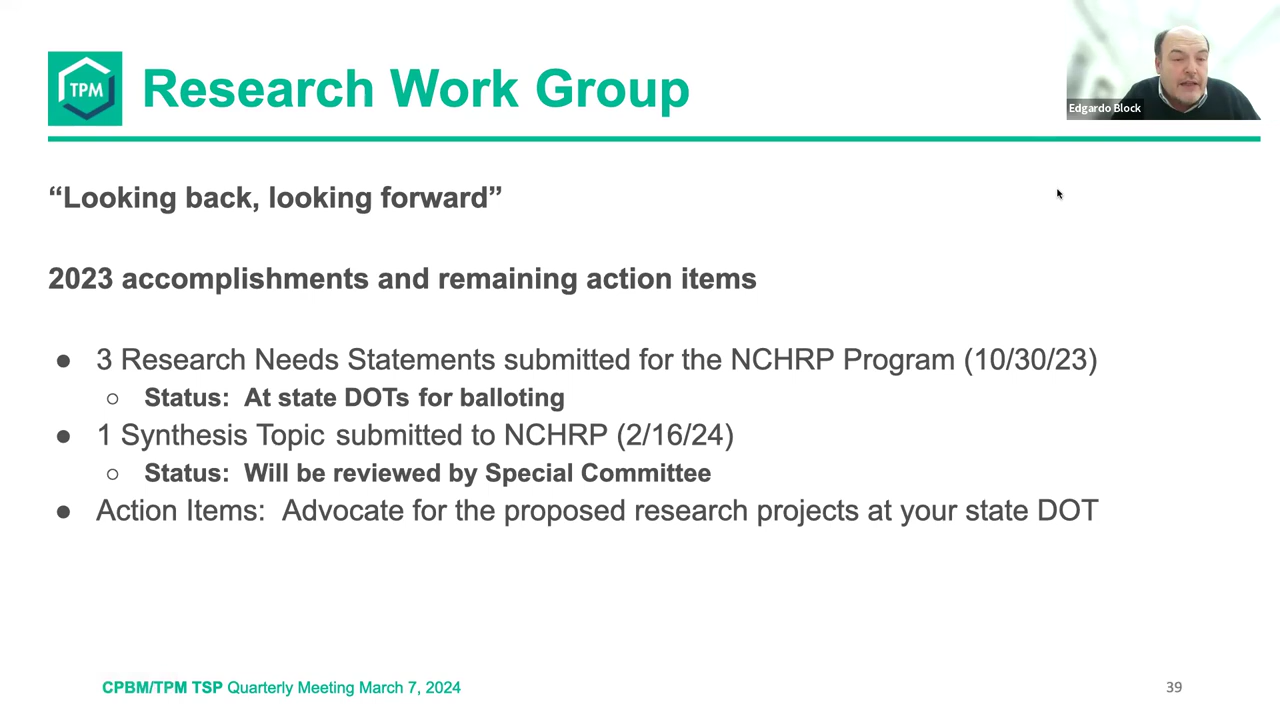 TPM
Research Work Group
Edgardo Block
“Looking back, looking forward”
2023 accomplishments and remaining action items
● 3 Research Needs Statements submitted for the NCHRP Program (10/30/23)
○ Status: At state DOTs for balloting
● 1 Synthesis Topic submitted to NCHRP (2/16/24)
○ Status: Will be reviewed by Special Committee
● Action Items: Advocate for the proposed research projects at your state DOT
CPBM/TPM TSP Quarterly Meeting March 7, 2024
39